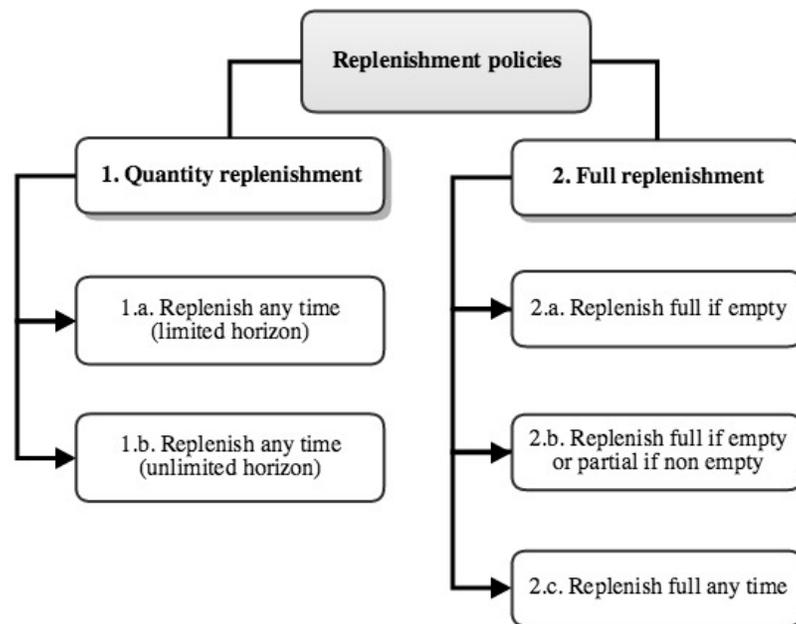 Replenishment policies
1. Quantity replenishment
1.a. Replenish any time
(limited horizon)
1.b. Replenish any time
(unlimited horizon)
2. Full replenishment
2.a. Replenish full if empty
2.b. Replenish full if empty
or partial if non empty
2.c. Replenish full any time